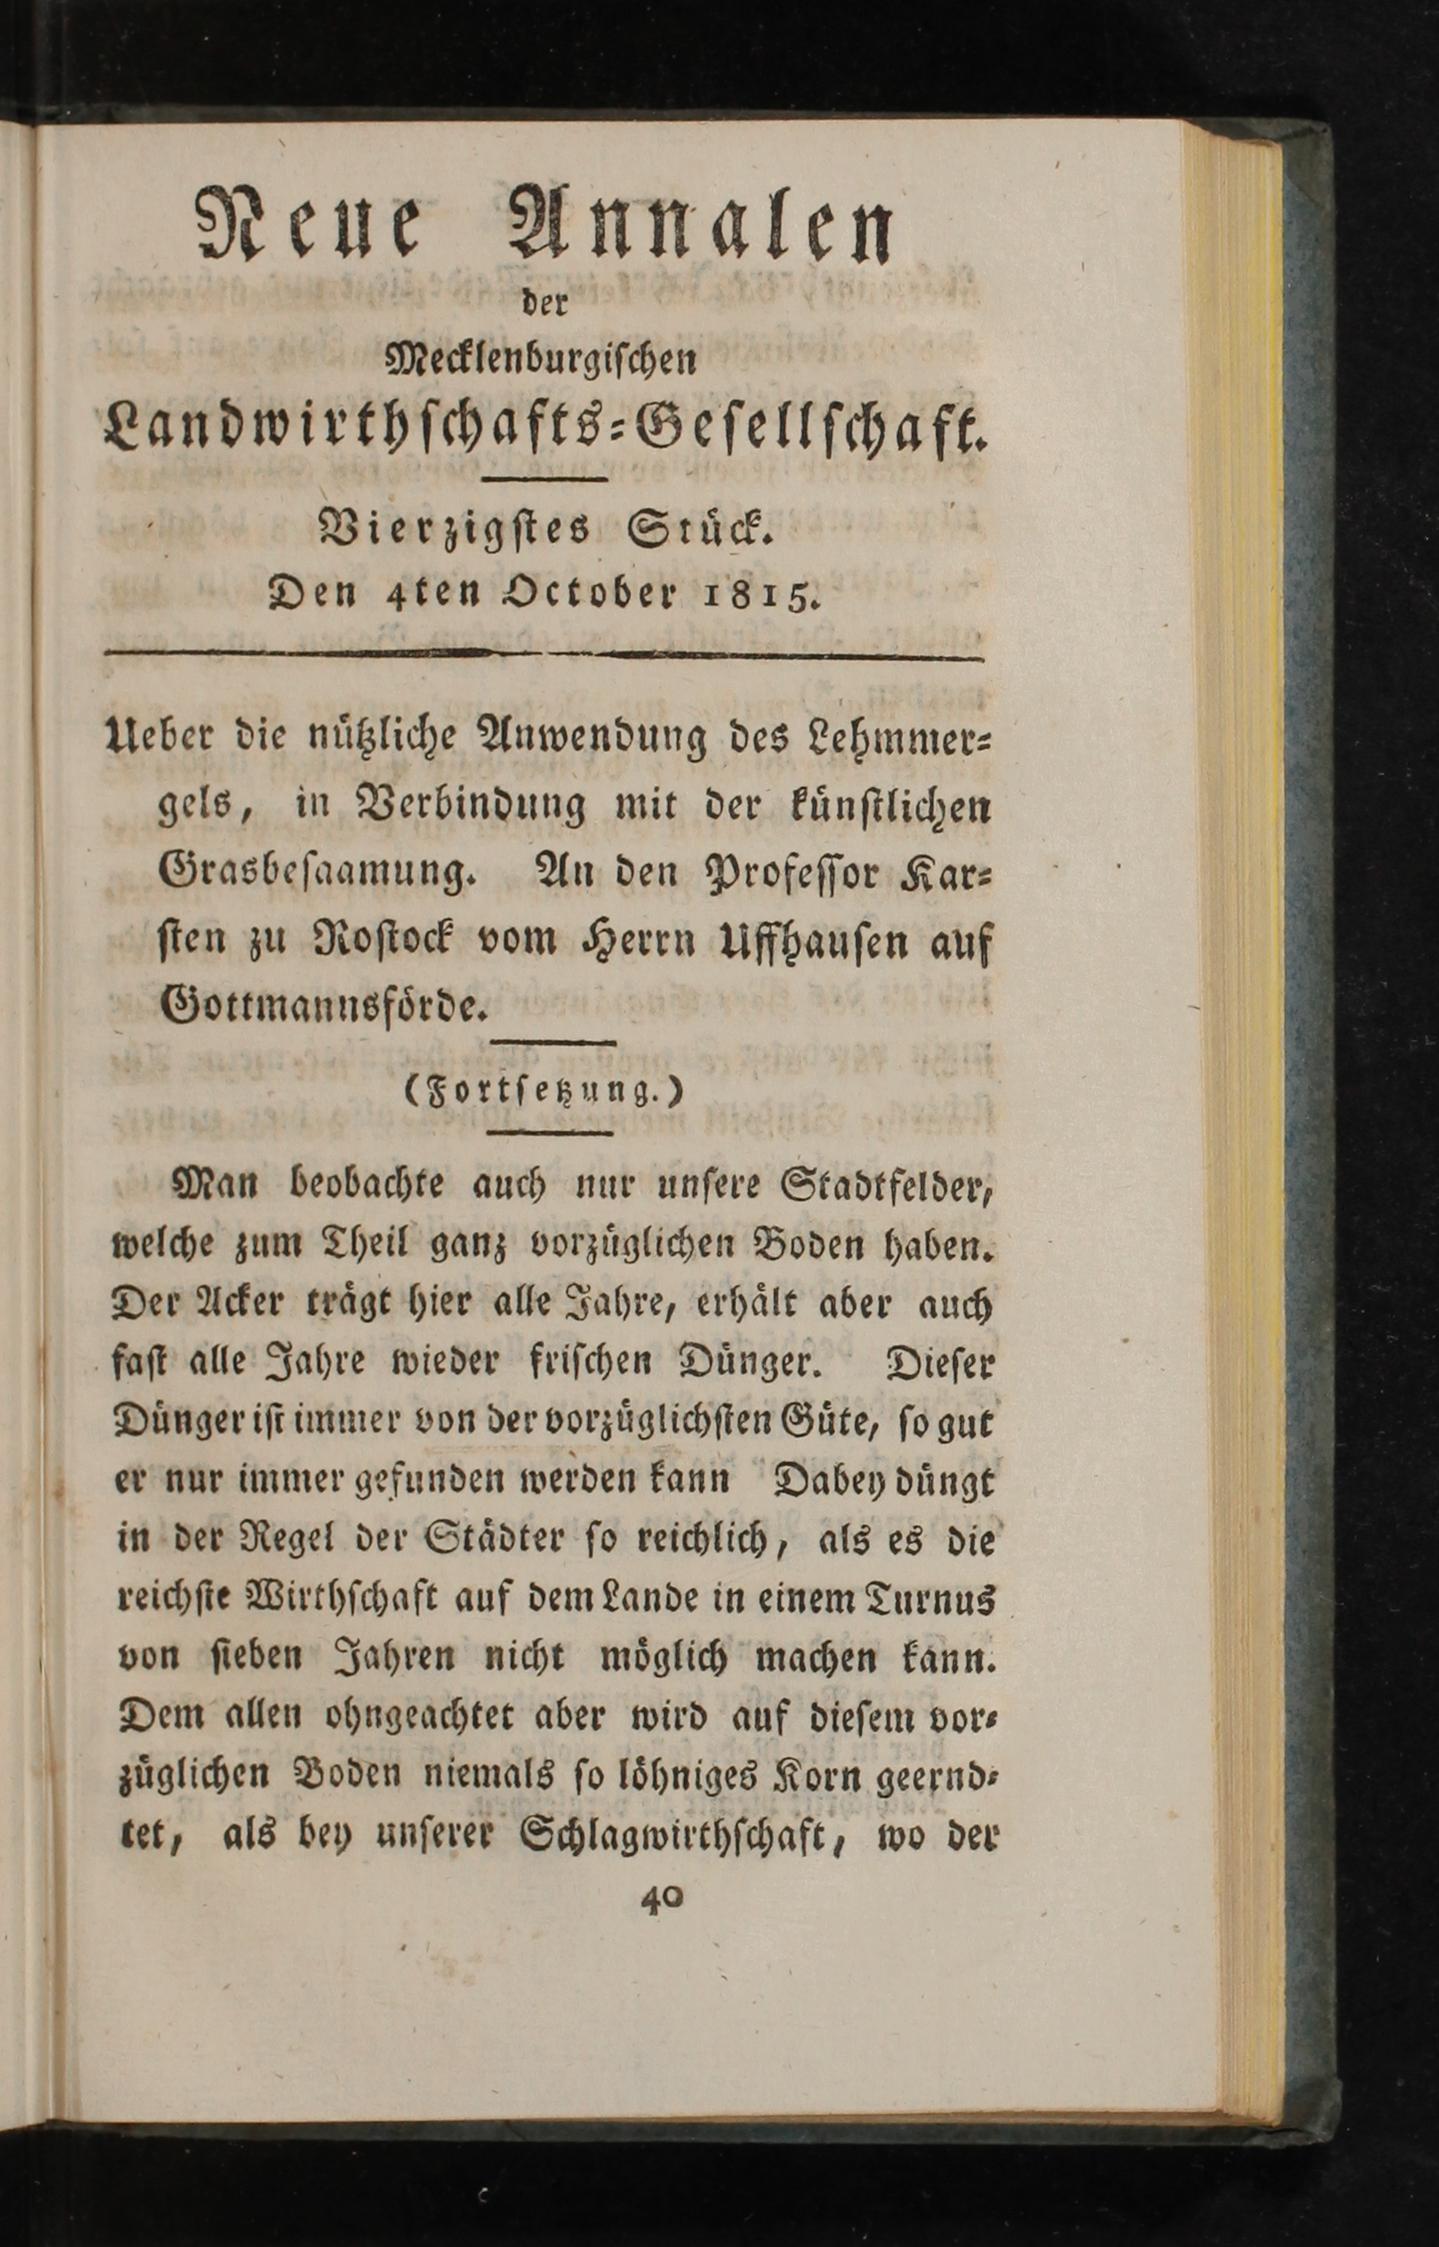 Neue Annalen
der
Mecklenburgiſchen
Landwirthſchafts-Geſellſchaft.
Vierzigſtes Stück.
Den 4ten October 1815.
Ueber die nützliche Anwendung des Lehmmer-
gels, in Verbindung mit der künſtlichen
Grasbeſaamung. An den Profeſſor Kar-
ſten zu Roſtock vom Herrn Uffhauſen auf
Gottmannsförde.
(Fortſetzung.)
Man beobachte auch nur unſere Stadtfelder,
welche zum Theil ganz vorzüglichen Boden haben.
Der Acker trägt hier alle Jahre, erhält aber auch
faſt alle Jahre wieder friſchen Dünger. Dieſer
Dünger iſt immer von der vorzüglichſten Güte, ſo gut
er nur immer gefunden werden kann Dabey düngt
in der Regel der Städter ſo reichlich, als es die
reichſte Wirthſchaft auf dem Lande in einem Turnus
von ſieben Jahren nicht möglich machen kann.
Dem allen ohngeachtet aber wird auf dieſem vor-
züglichen Boden niemals ſo löhniges Korn geernd-
tet, als bey unſerer Schlagwirthſchaft, wo der
40